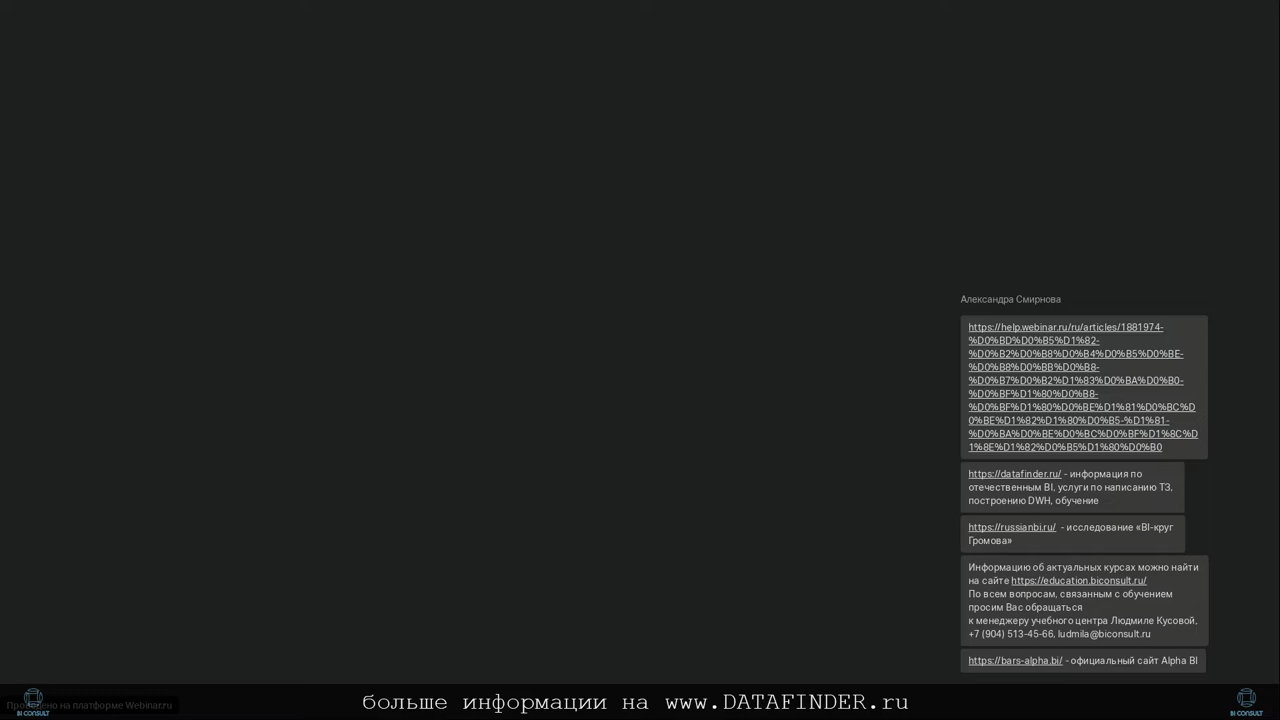 Александра Смирнова
https://help.webinar.ru/ru/articles/1881974-
%D0%BD%D0%B5%D1%82-
%D0%B2%D0%B8%D0%B4%D0%B5%D0%BE-
%D0%B8%D0%BB%D0%B8-
%D0%B7%D0%B2%D1%83%D0%BA%D0%B0-
%D0%BF%D1%80%D0%B8-
%D0%BF%D1%80%D0%BE%D1%81%D0%BC%D
0%BE%D1%82%D1%80%D0%B5-%D1%81-
%D0%BA%D0%BE%D0%BC%D0%BF%D1%8C%D
1%8E%D1%82%D0%B5%D1%80%D0%B0
https://datafinder.ru/ - информация по
отечественным BI, услуги по написанию ТЗ,
построению DWH, обучение
https://russianbi.ru/ - исследование «BI-круг
Громова»
Информацию об актуальных курсах можно найти
на сайте https://education.biconsult.ru/
По всем вопросам, связанным с обучением
просим Вас обращаться
к менеджеру учебного центра Людмиле Кусовой,
+7 (904) 513-45-66, ludmila@biconsult.ru
https://bars-alpha.bi/ - официальный сайт Alpha BI
Проведено на платформе Webinar.ru
BI CONSULT
больше информации на www.DATAFINDER.ru
BI CONSULT